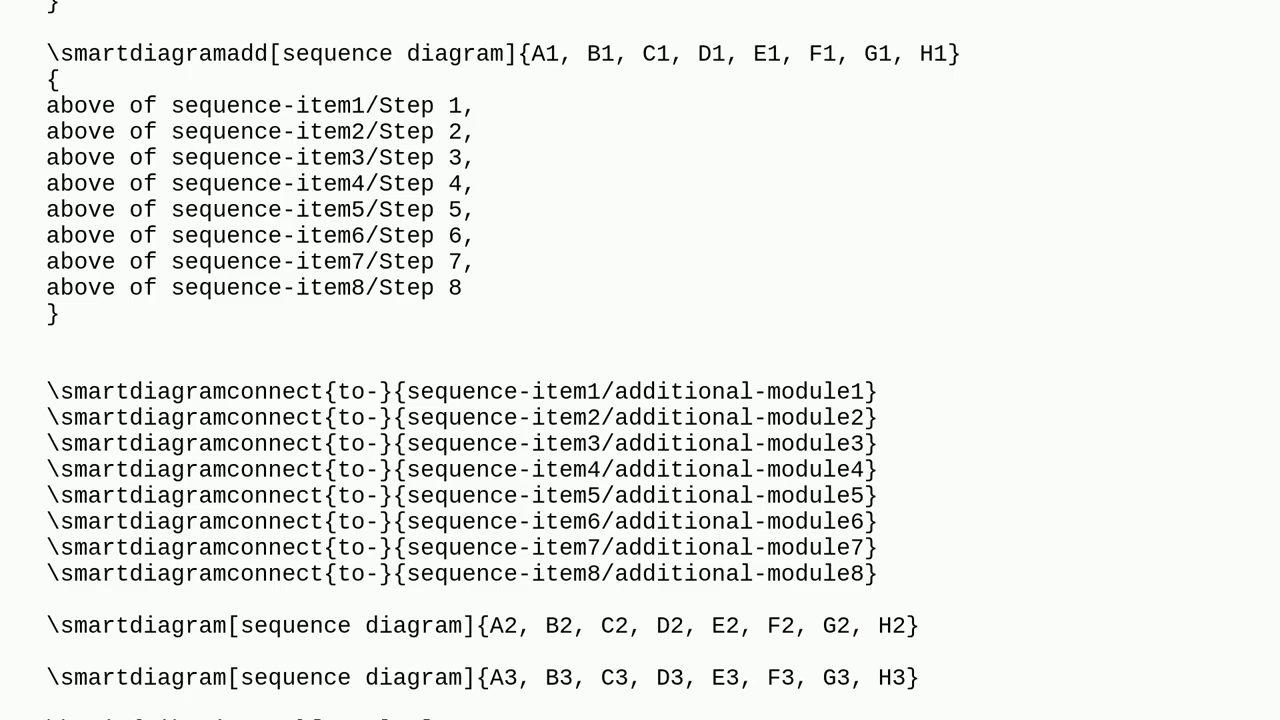 }
\smartdiagramadd[sequence diagram]{A1, B1, C1, D1, E1, F1, G1, H1}
{
above of sequence-item1/Step 1,
above of sequence-item2/Step 2,
above of sequence-item3/Step 3,
above of sequence-item4/Step 4,
above of sequence-item5/Step 5,
above of sequence-item6/Step 6,
above of sequence-item7/Step 7,
above of sequence-item8/Step 8
}
\smartdiagramconnect{to-}{sequence-item1/additional-module1}
\smartdiagramconnect{to-}{sequence-item2/additional-module2}
\smartdiagramconnect{to-}{sequence-item3/additional-module3}
\smartdiagramconnect{to-}{sequence-item4/additional-module4}
\smartdiagramconnect{to-}{sequence-item5/additional-module5}
\smartdiagramconnect{to-}{sequence-item6/additional-module6}
\smartdiagramconnect{to-}{sequence-item7/additional-module7}
\smartdiagramconnect{to-}{sequence-item8/additional-module8}
\smartdiagram[sequence diagram]{A2, B2, C2, D2, E2, F2, G2, H2}
\smartdiagram[sequence diagram]{A3, B3, C3, D3, E3, F3, G3, H3}